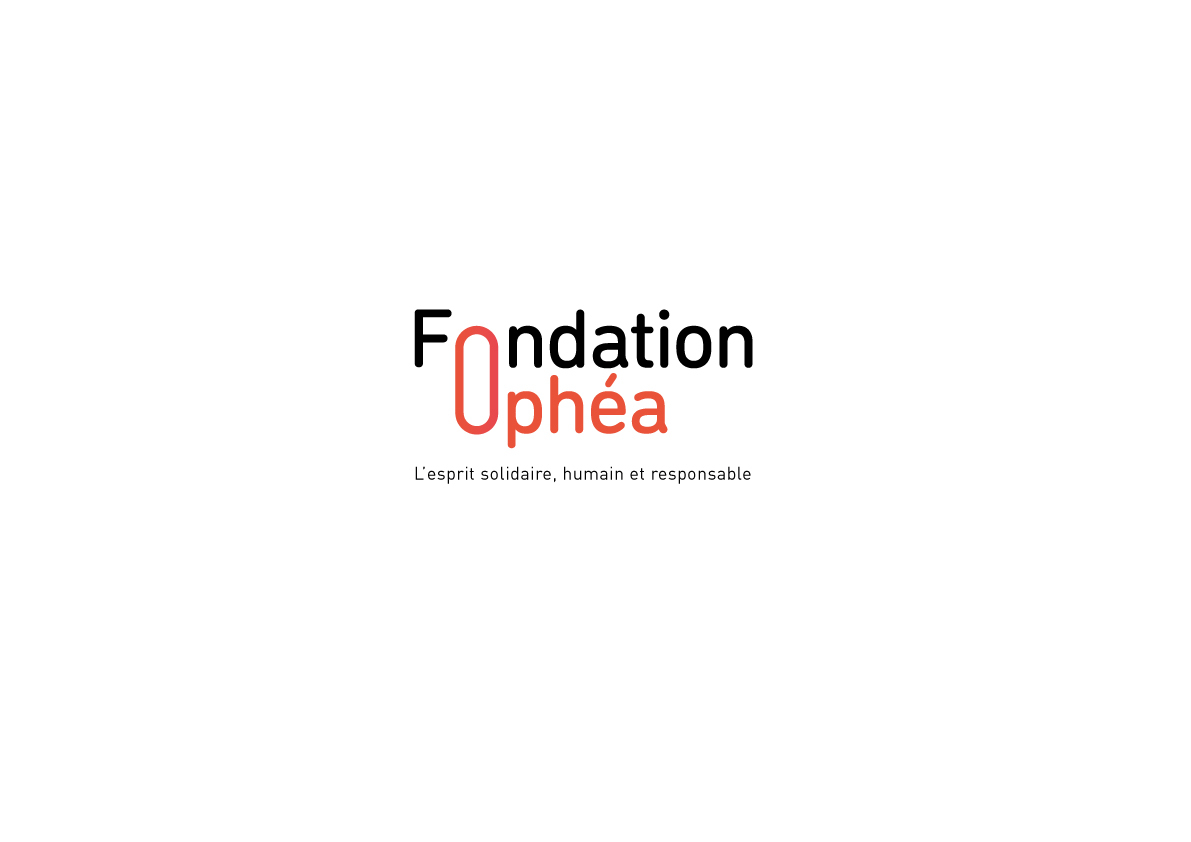 Fondation
Ophéa
L'esprit solidaire, humain et responsable